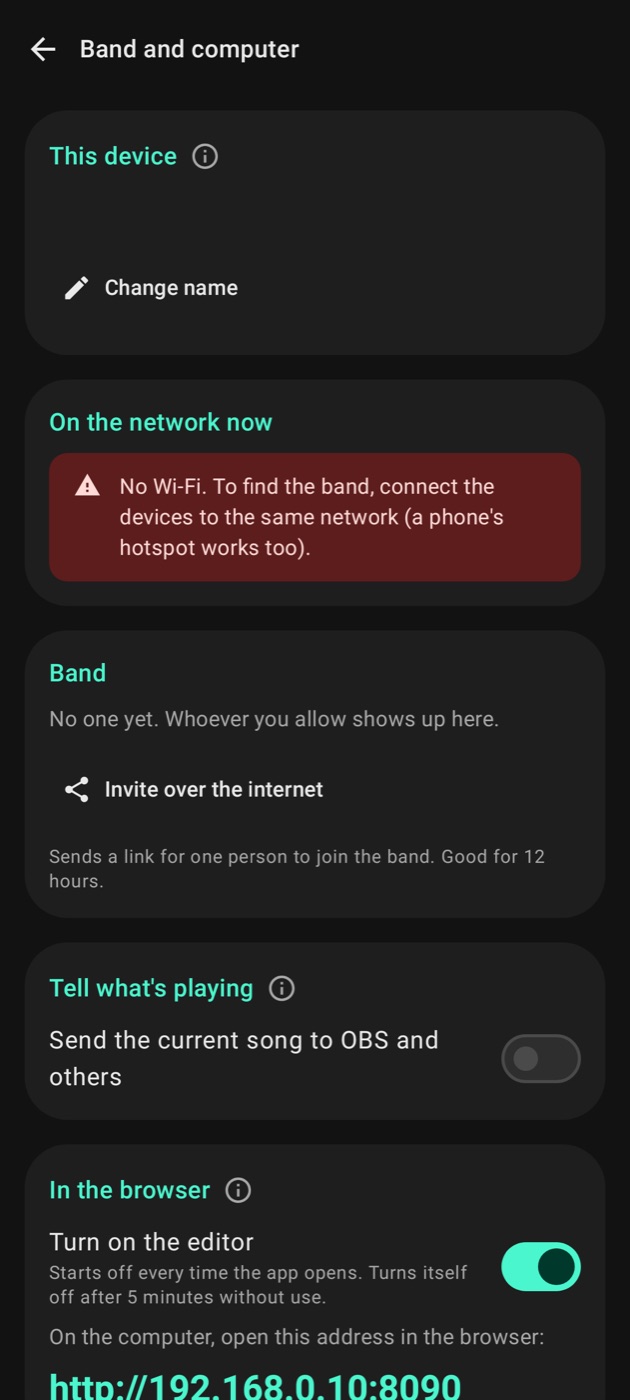 Band and computer
This device
Change name
On the network now
No Wi-Fi. To find the band, connect the
devices to the same network (a phone's
hotspot works too).
Band
No one yet. Whoever you allow shows up here.
Invite over the internet
Sends a link for one person to join the band. Good for 12
hours.
Tell what's playing
Send the current song to OBS and
others
In the browser
Turn on the editor
Starts off every time the app opens. Turns itself
off after 5 minutes without use.
On the computer, open this address in the browser:
http://192.168.0.10:8090